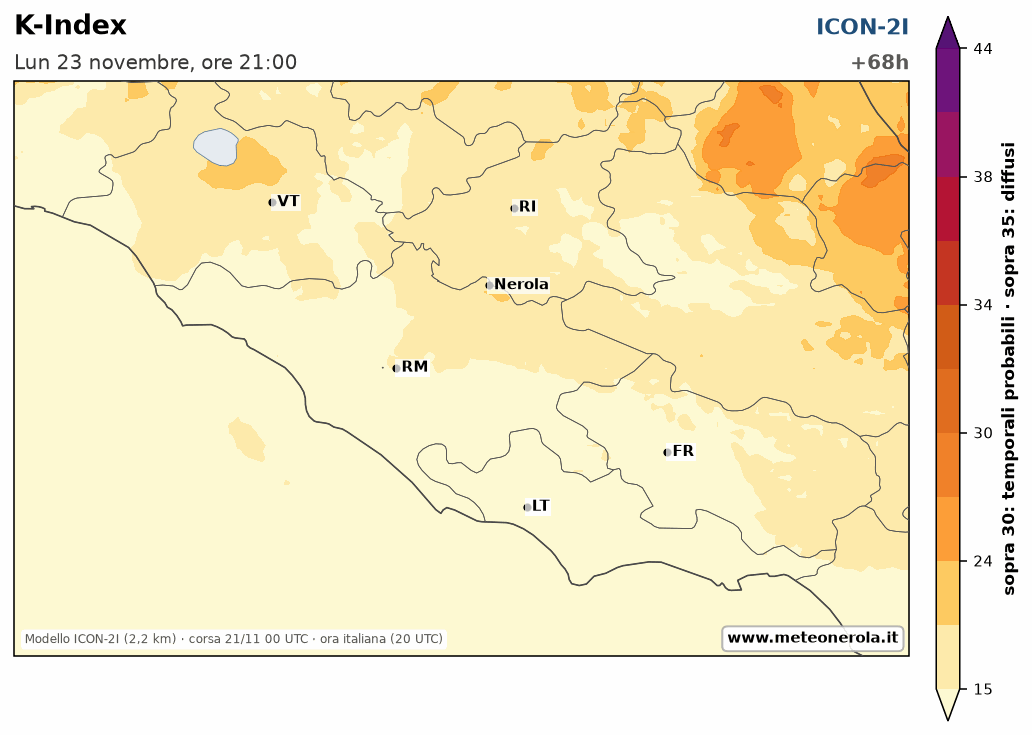 K-Index
ICON-2I
Lun 23 novembre, ore 21:00
+68h
44
38
34
30
24
15
sopra 30: temporali probabili · sopra 35: diffusi
VT
RI
Nerola
RM
FR
LT
Modello ICON-2I (2,2 km) · corsa 21/11 00 UTC · ora italiana (20 UTC)
www.meteonerola.it